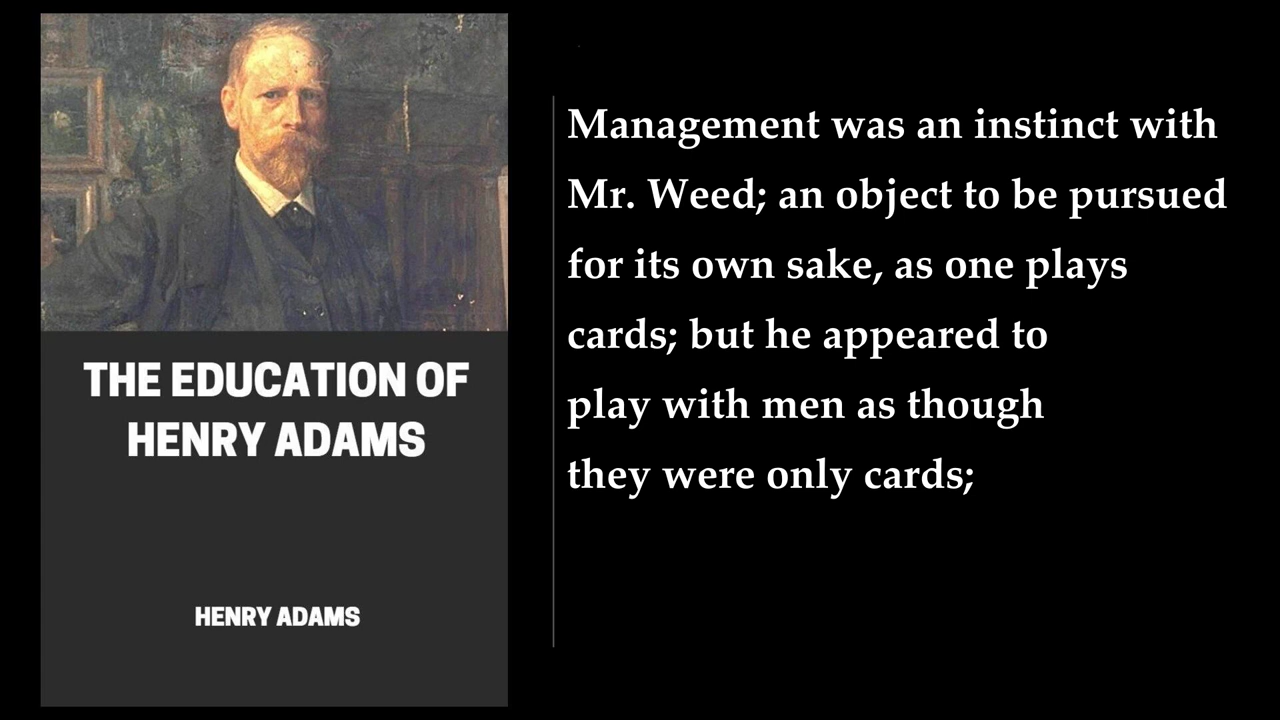 THE EDUCATION OF
HENRY ADAMS
HENRY ADAMS
Management was an instinct with
Mr. Weed; an object to be pursued
for its own sake, as one plays
cards; but he appeared to
play with men as though
they were only cards;